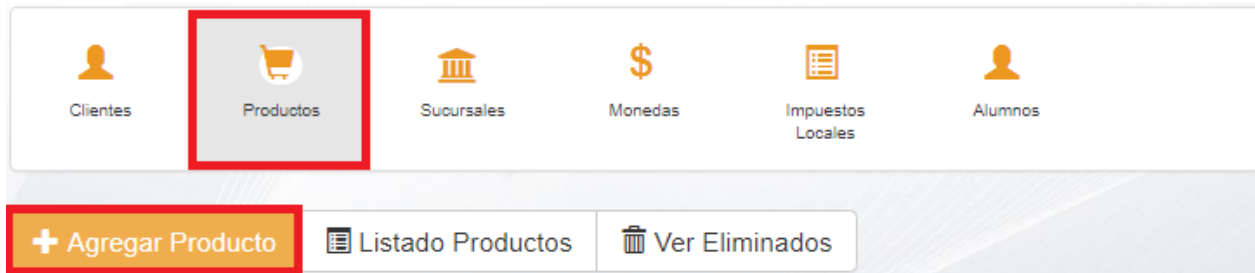 Clientes
Productos
Sucursales
Monedas
Impuestos
Locales
Alumnos
Agregar Producto
Listado Productos
Ver Eliminados